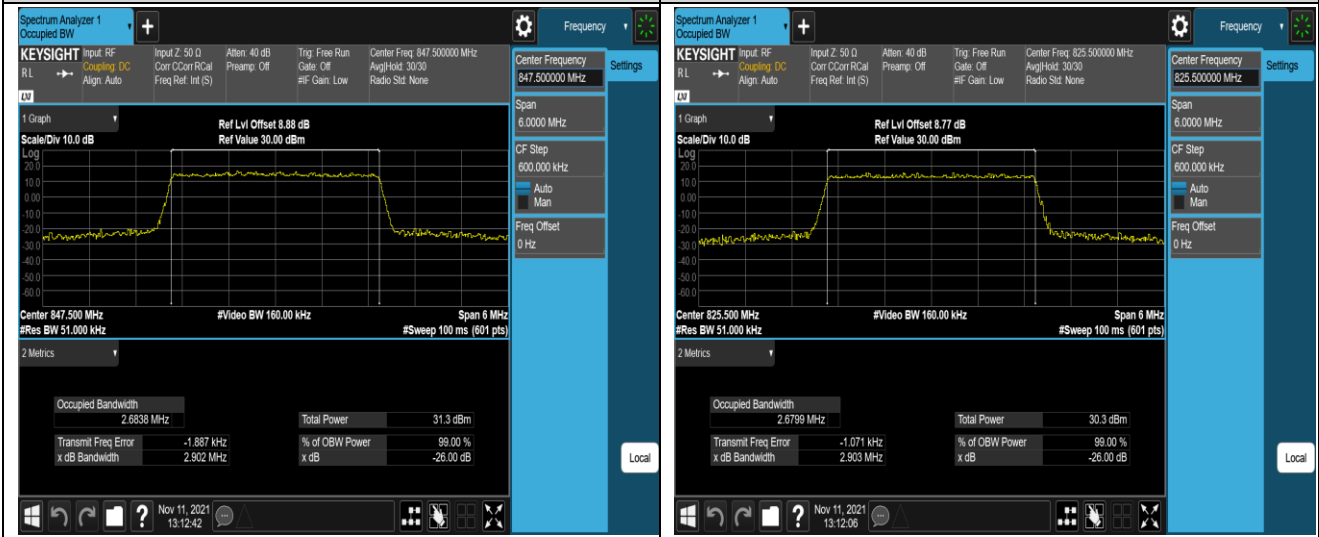 Spectrum Analyzer 1
Occupied BW
+
Frequency
KEYSIGHT
Input: RF
Coupling: DC
Align: Auto
Input Z: 50 Ω
Corr CCorr RCal
Freq Ref: Int (S)
Atten: 40 dB
Preamp: Off
Trig: Free Run
Gate: Off
#IF Gain: Low
Center Freq: 847.500000 MHz
Avg|Hold: 30/30
Radio Std: None
R L
LXI
Center Frequency
847.500000 MHz
Settings
Span
6.0000 MHz
CF Step
600.000 kHz
Auto
Man
Freq Offset
0 Hz
Local
1 Graph
Scale/Div 10.0 dB
Ref Lvl Offset 8.88 dB
Ref Value 30.00 dBm
Log
20.0
10.0
0.00
-10.0
-20.0
-30.0
-40.0
-50.0
-60.0
Center 847.500 MHz
#Video BW 160.00 kHz
Span 6 MHz
#Res BW 51.000 kHz
#Sweep 100 ms (601 pts)
2 Metrics
Occupied Bandwidth
2.6838 MHz
Total Power 31.3 dBm
Transmit Freq Error -1.887 kHz
% of OBW Power 99.00 %
x dB Bandwidth 2.902 MHz
x dB -26.00 dB
?
Nov 11, 2021
13:12:42
Spectrum Analyzer 1
Occupied BW
+
Frequency
KEYSIGHT
Input: RF
Coupling: DC
Align: Auto
Input Z: 50 Ω
Corr CCorr RCal
Freq Ref: Int (S)
Atten: 40 dB
Preamp: Off
Trig: Free Run
Gate: Off
#IF Gain: Low
Center Freq: 825.500000 MHz
Avg|Hold: 30/30
Radio Std: None
R L
LXI
Center Frequency
825.500000 MHz
Settings
Span
6.0000 MHz
CF Step
600.000 kHz
Auto
Man
Freq Offset
0 Hz
Local
1 Graph
Scale/Div 10.0 dB
Ref Lvl Offset 8.77 dB
Ref Value 30.00 dBm
Log
20.0
10.0
0.00
-10.0
-20.0
-30.0
-40.0
-50.0
-60.0
Center 825.500 MHz
#Video BW 160.00 kHz
Span 6 MHz
#Res BW 51.000 kHz
#Sweep 100 ms (601 pts)
2 Metrics
Occupied Bandwidth
2.6799 MHz
Total Power 30.3 dBm
Transmit Freq Error -1.071 kHz
% of OBW Power 99.00 %
x dB Bandwidth 2.903 MHz
x dB -26.00 dB
?
Nov 11, 2021
13:12:06